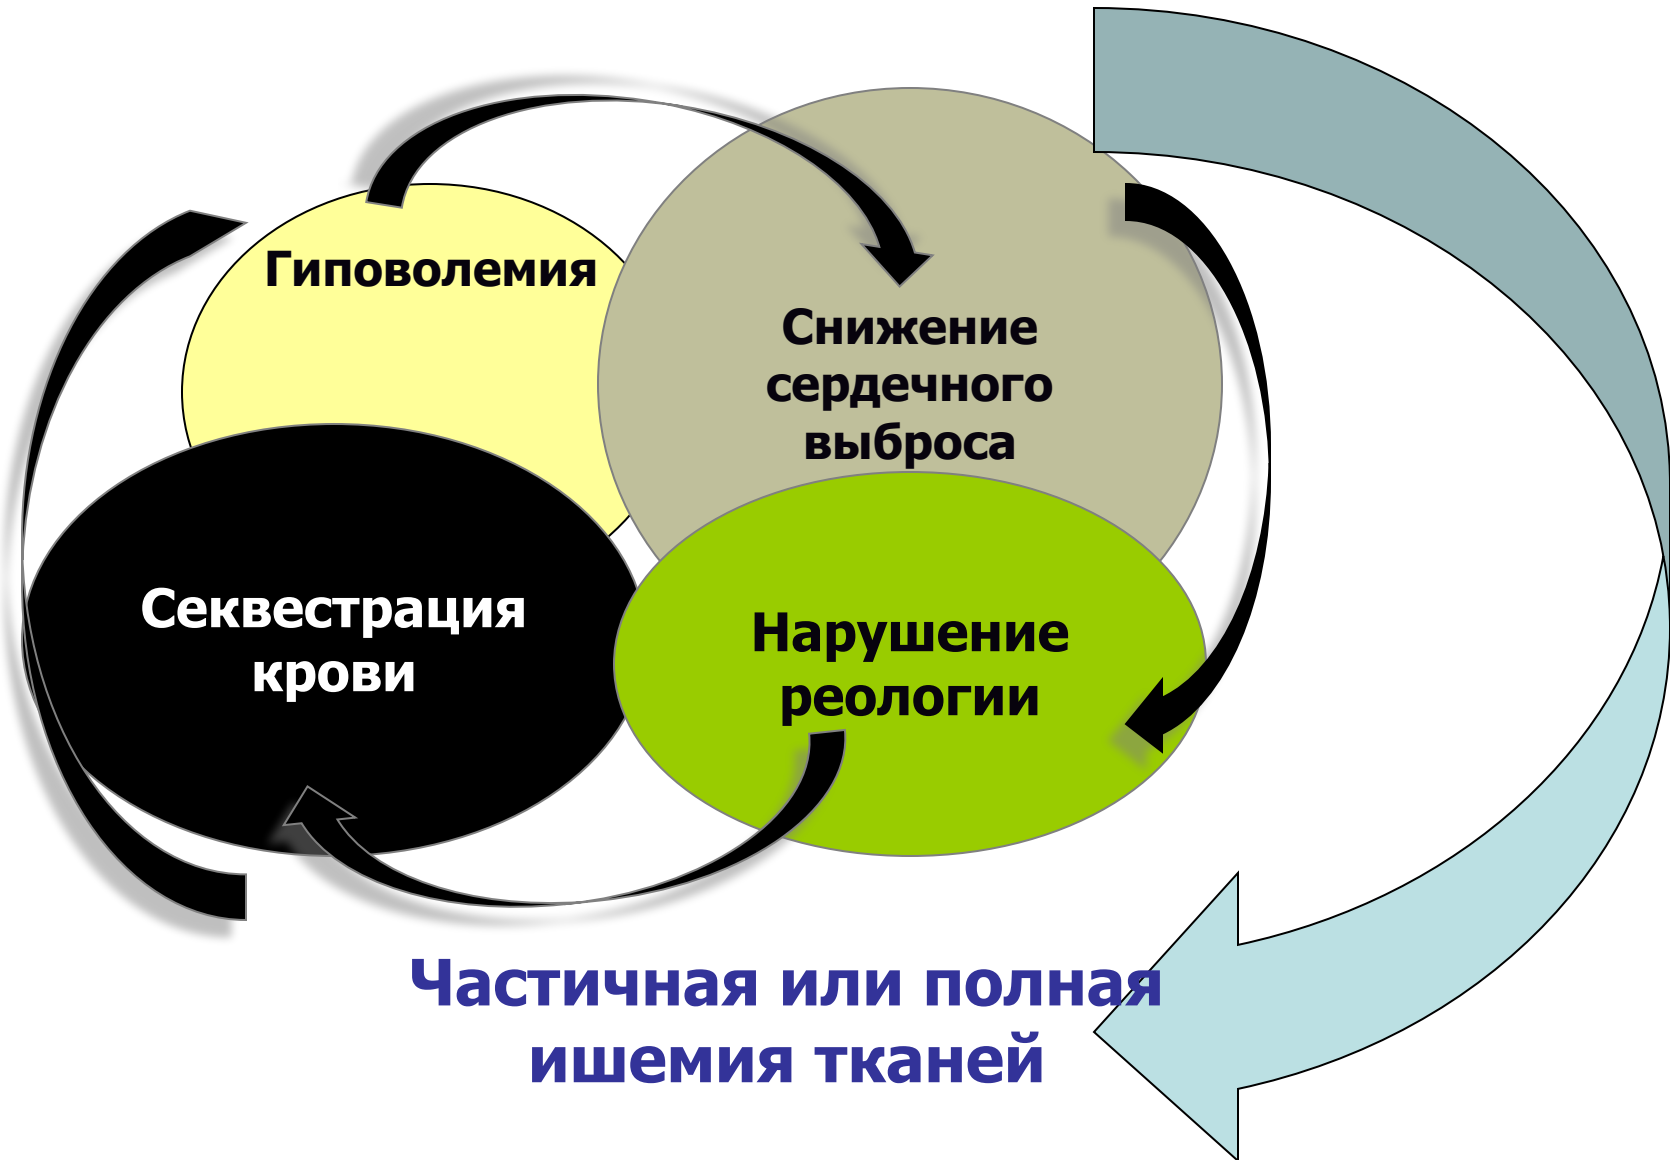 Гиповолемия
Снижение
сердечного
выброса
Секвестрация
крови
Нарушение
реологии
Частичная или полная
ишемия тканей